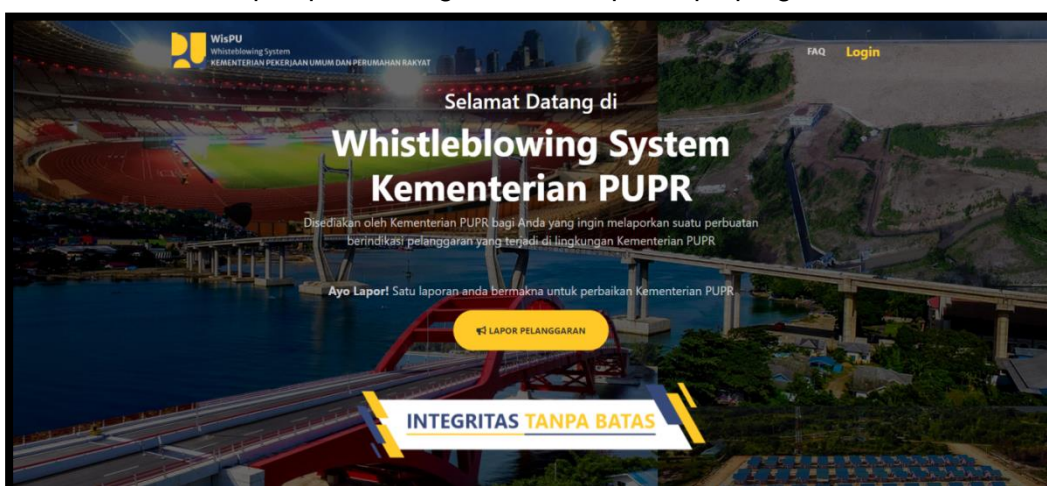 WisPU
Whisteblowing System
KEMENTERIAN PEKERJAAN UMUM DAN PERUMAHAN RAKYAT
FAQ
Login
Selamat Datang di
Whistleblowing System
Kementerian PUPR
Disediakan oleh Kementerian PUPR bagi Anda yang ingin melaporkan suatu perbuatan
berindikasi pelanggaran yang terjadi di lingkungan Kementerian PUPR
Ayo Lapor! Satu laporan anda bermakna untuk perbaikan Kementerian PUPR
LAPOR PELANGGARAN
INTEGRITAS TANPA BATAS